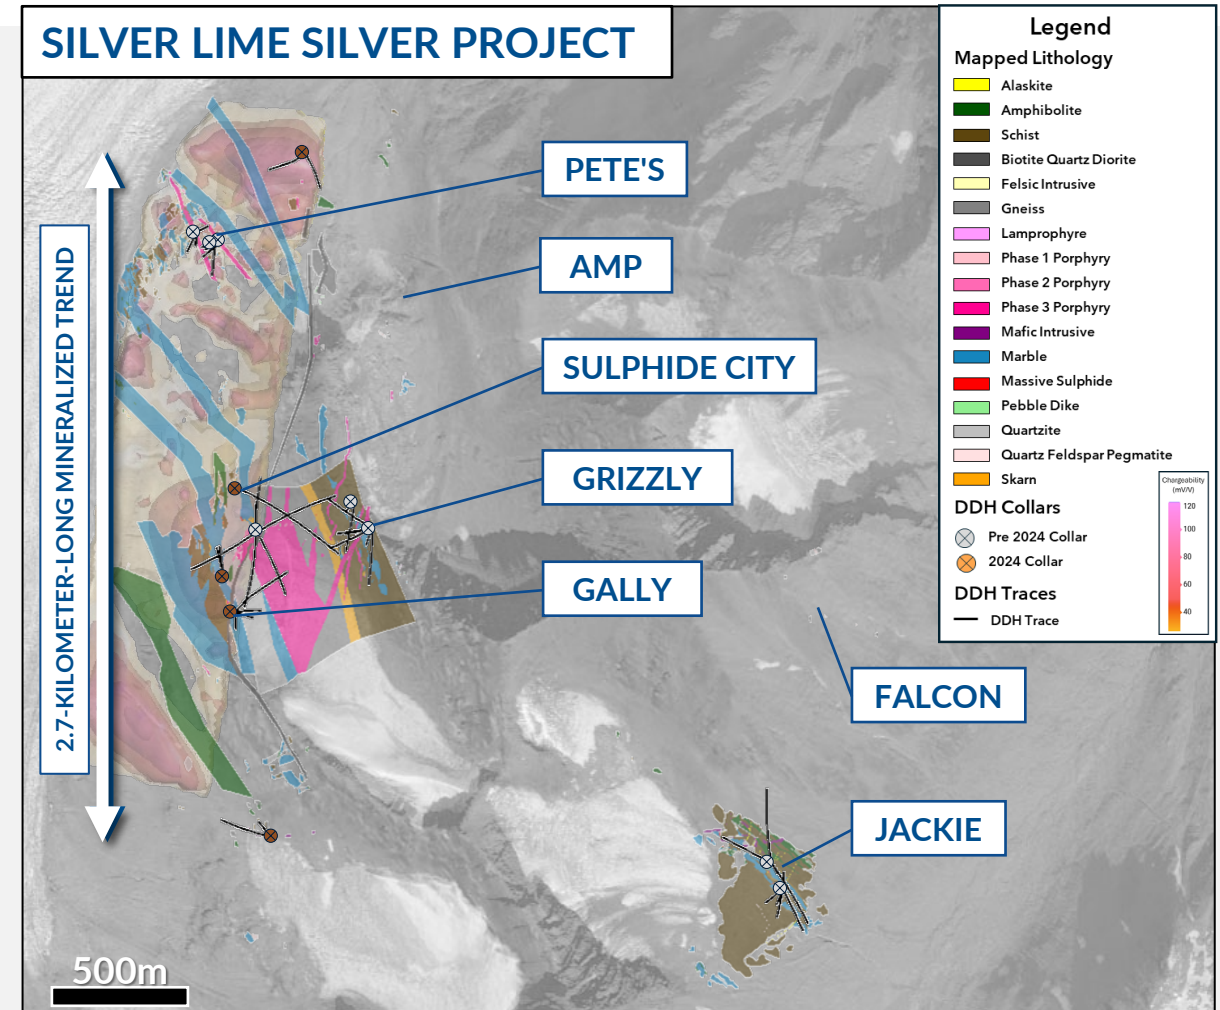 SILVER LIME SILVER PROJECT
2.7-KILOMETER-LONG MINERALIZED TREND
PETE'S
AMP
SULPHIDE CITY
GRIZZLY
GALLY
FALCON
JACKIE
500m
Legend
Mapped Lithology
Alaskite
Amphibolite
Schist
Biotite Quartz Diorite
Felsic Intrusive
Gneiss
Lamprophyre
Phase 1 Porphyry
Phase 2 Porphyry
Phase 3 Porphyry
Mafic Intrusive
Marble
Massive Sulphide
Pebble Dike
Quartzite
Quartz Feldspar Pegmatite
Skarn
DDH Collars
Pre 2024 Collar
2024 Collar
DDH Traces
DDH Trace
Chargeability
(mV/V)
120
100
80
60
40